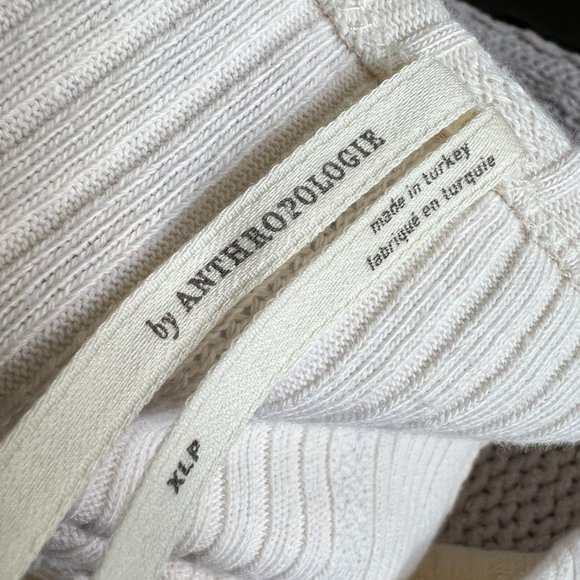 by ANTHROPOLOGIE
made in turkey
fabriqué en turquie
XLP